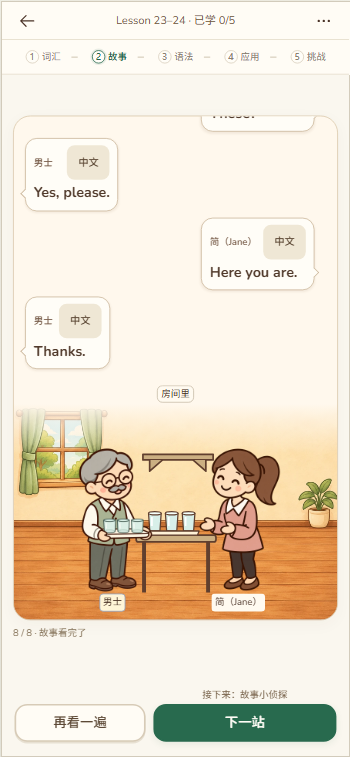 Lesson 23–24 · 已学 0/5
1 词汇 – 2 故事 – 3 语法 – 4 应用 – 5 挑战
These?
男士 中文
Yes, please.
简（Jane） 中文
Here you are.
男士 中文
Thanks.
房间里
男士 简（Jane）
8 / 8 · 故事看完了
接下来：故事小侦探
再看一遍 下一站